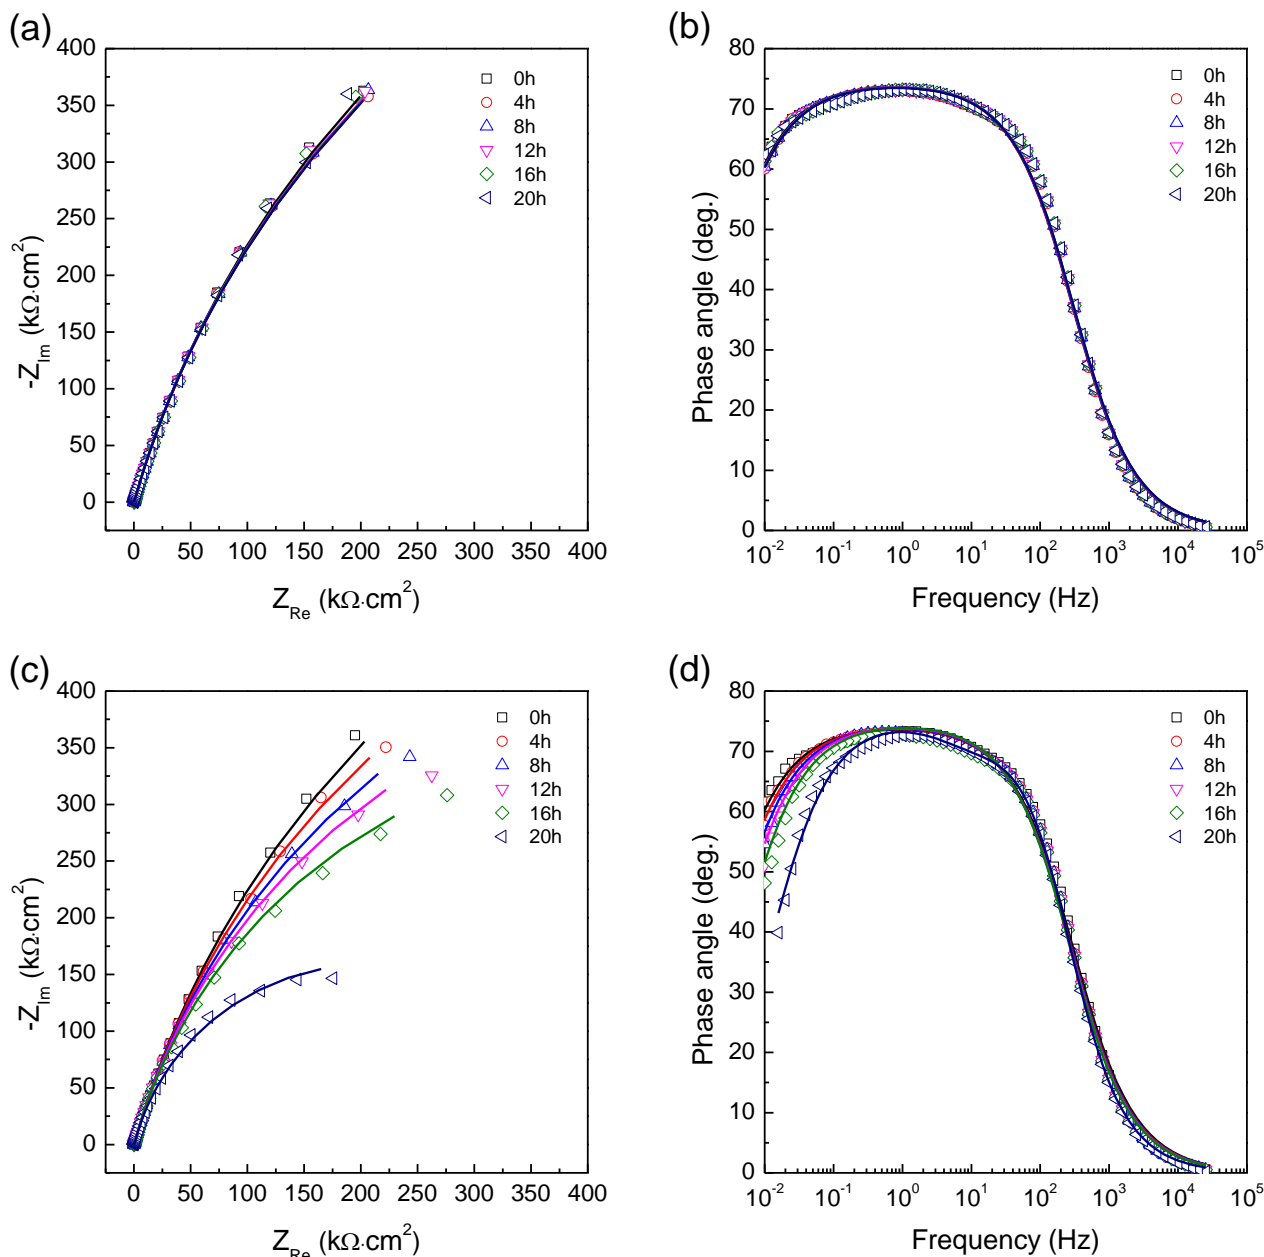 (a)
400
350
300
250
200
150
100
50
0
-Z_Im (kΩ·cm²)
0 50 100 150 200 250 300 350 400
Z_Re (kΩ·cm²)
0h
4h
8h
12h
16h
20h
(b)
80
70
60
50
40
30
20
10
0
Phase angle (deg.)
10⁻² 10⁻¹ 10⁰ 10¹ 10² 10³ 10⁴ 10⁵
Frequency (Hz)
0h
4h
8h
12h
16h
20h
(c)
400
350
300
250
200
150
100
50
0
-Z_Im (kΩ·cm²)
0 50 100 150 200 250 300 350 400
Z_Re (kΩ·cm²)
0h
4h
8h
12h
16h
20h
(d)
80
70
60
50
40
30
20
10
0
Phase angle (deg.)
10⁻² 10⁻¹ 10⁰ 10¹ 10² 10³ 10⁴ 10⁵
Frequency (Hz)
0h
4h
8h
12h
16h
20h